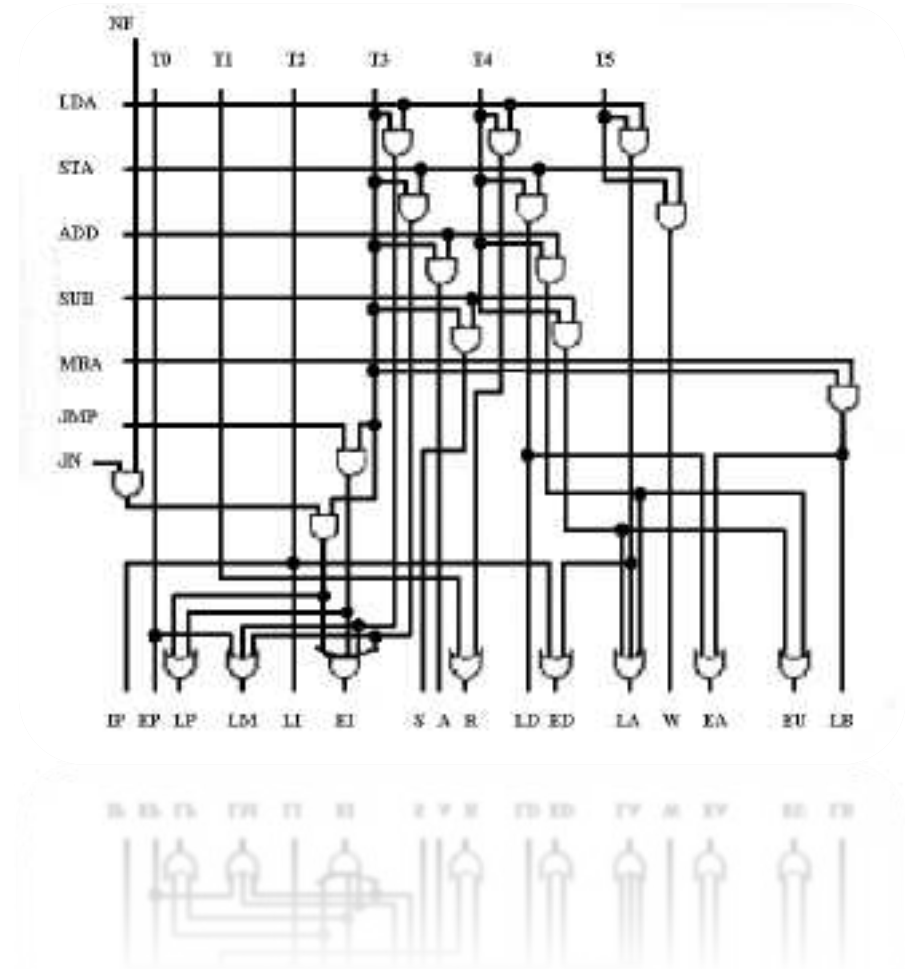 NF
T0 T1 T2 T3 T4 T5
LDA
STA
ADD
SUB
MBA
JMP
JN
IP EP LP LM LI EI S A R LD ED LA W EA EU LB